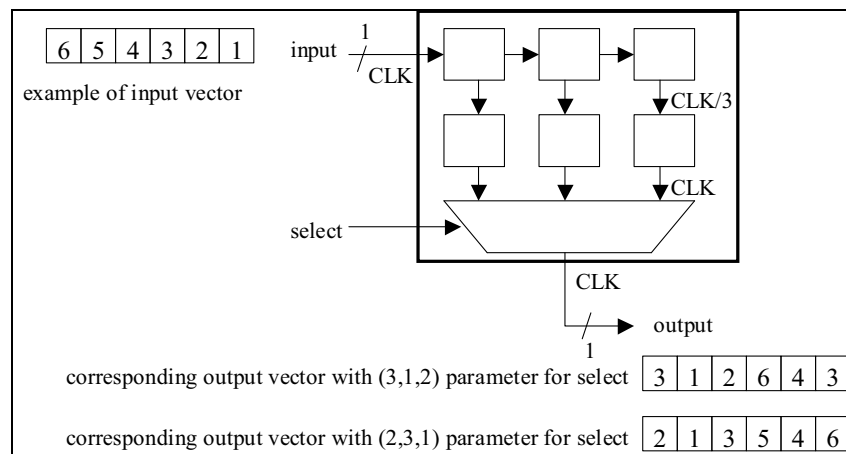 6 5 4 3 2 1
example of input vector
input
1
CLK
CLK/3
CLK
select
CLK
1
output
corresponding output vector with (3,1,2) parameter for select 3 1 2 6 4 3
corresponding output vector with (2,3,1) parameter for select 2 1 3 5 4 6